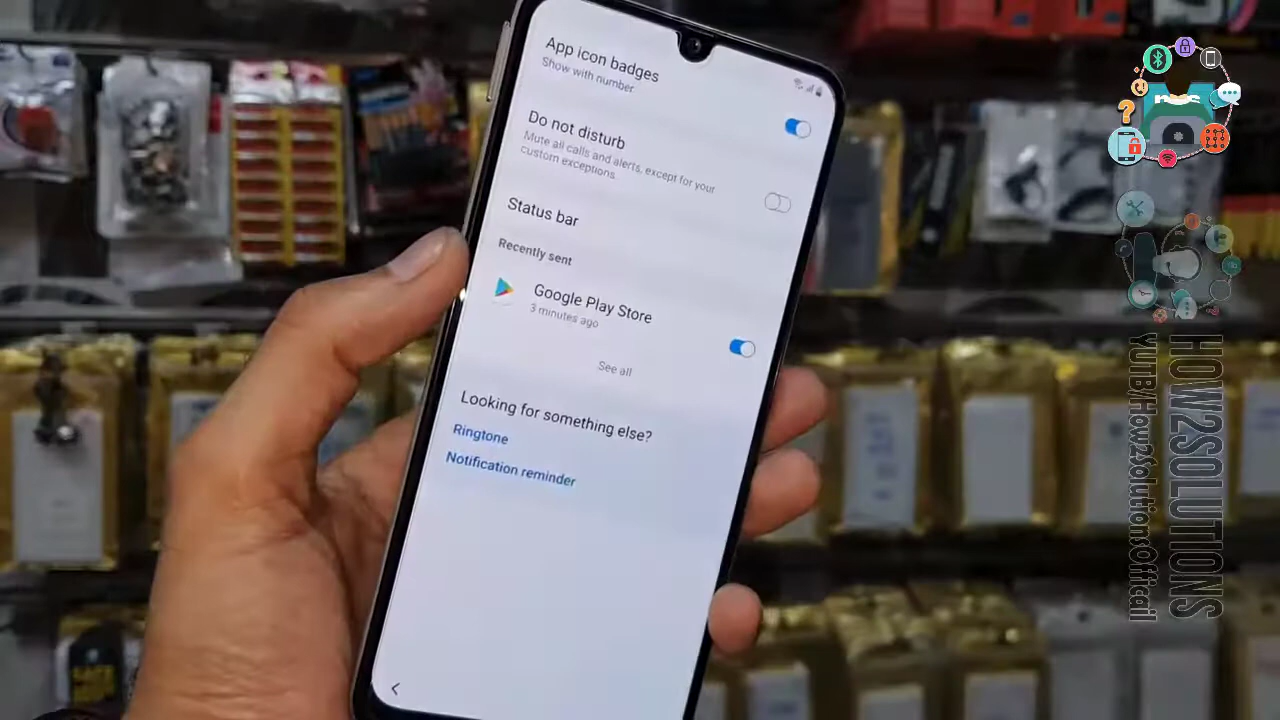 App icon badges
Show with number
Do not disturb
Mute all calls and alerts, except for your
custom exceptions.
Status bar
Recently sent
Google Play Store
3 minutes ago
See all
Looking for something else?
Ringtone
Notification reminder
HOW2SOLUTIONS
YUTB/How2SolutionsOfficail